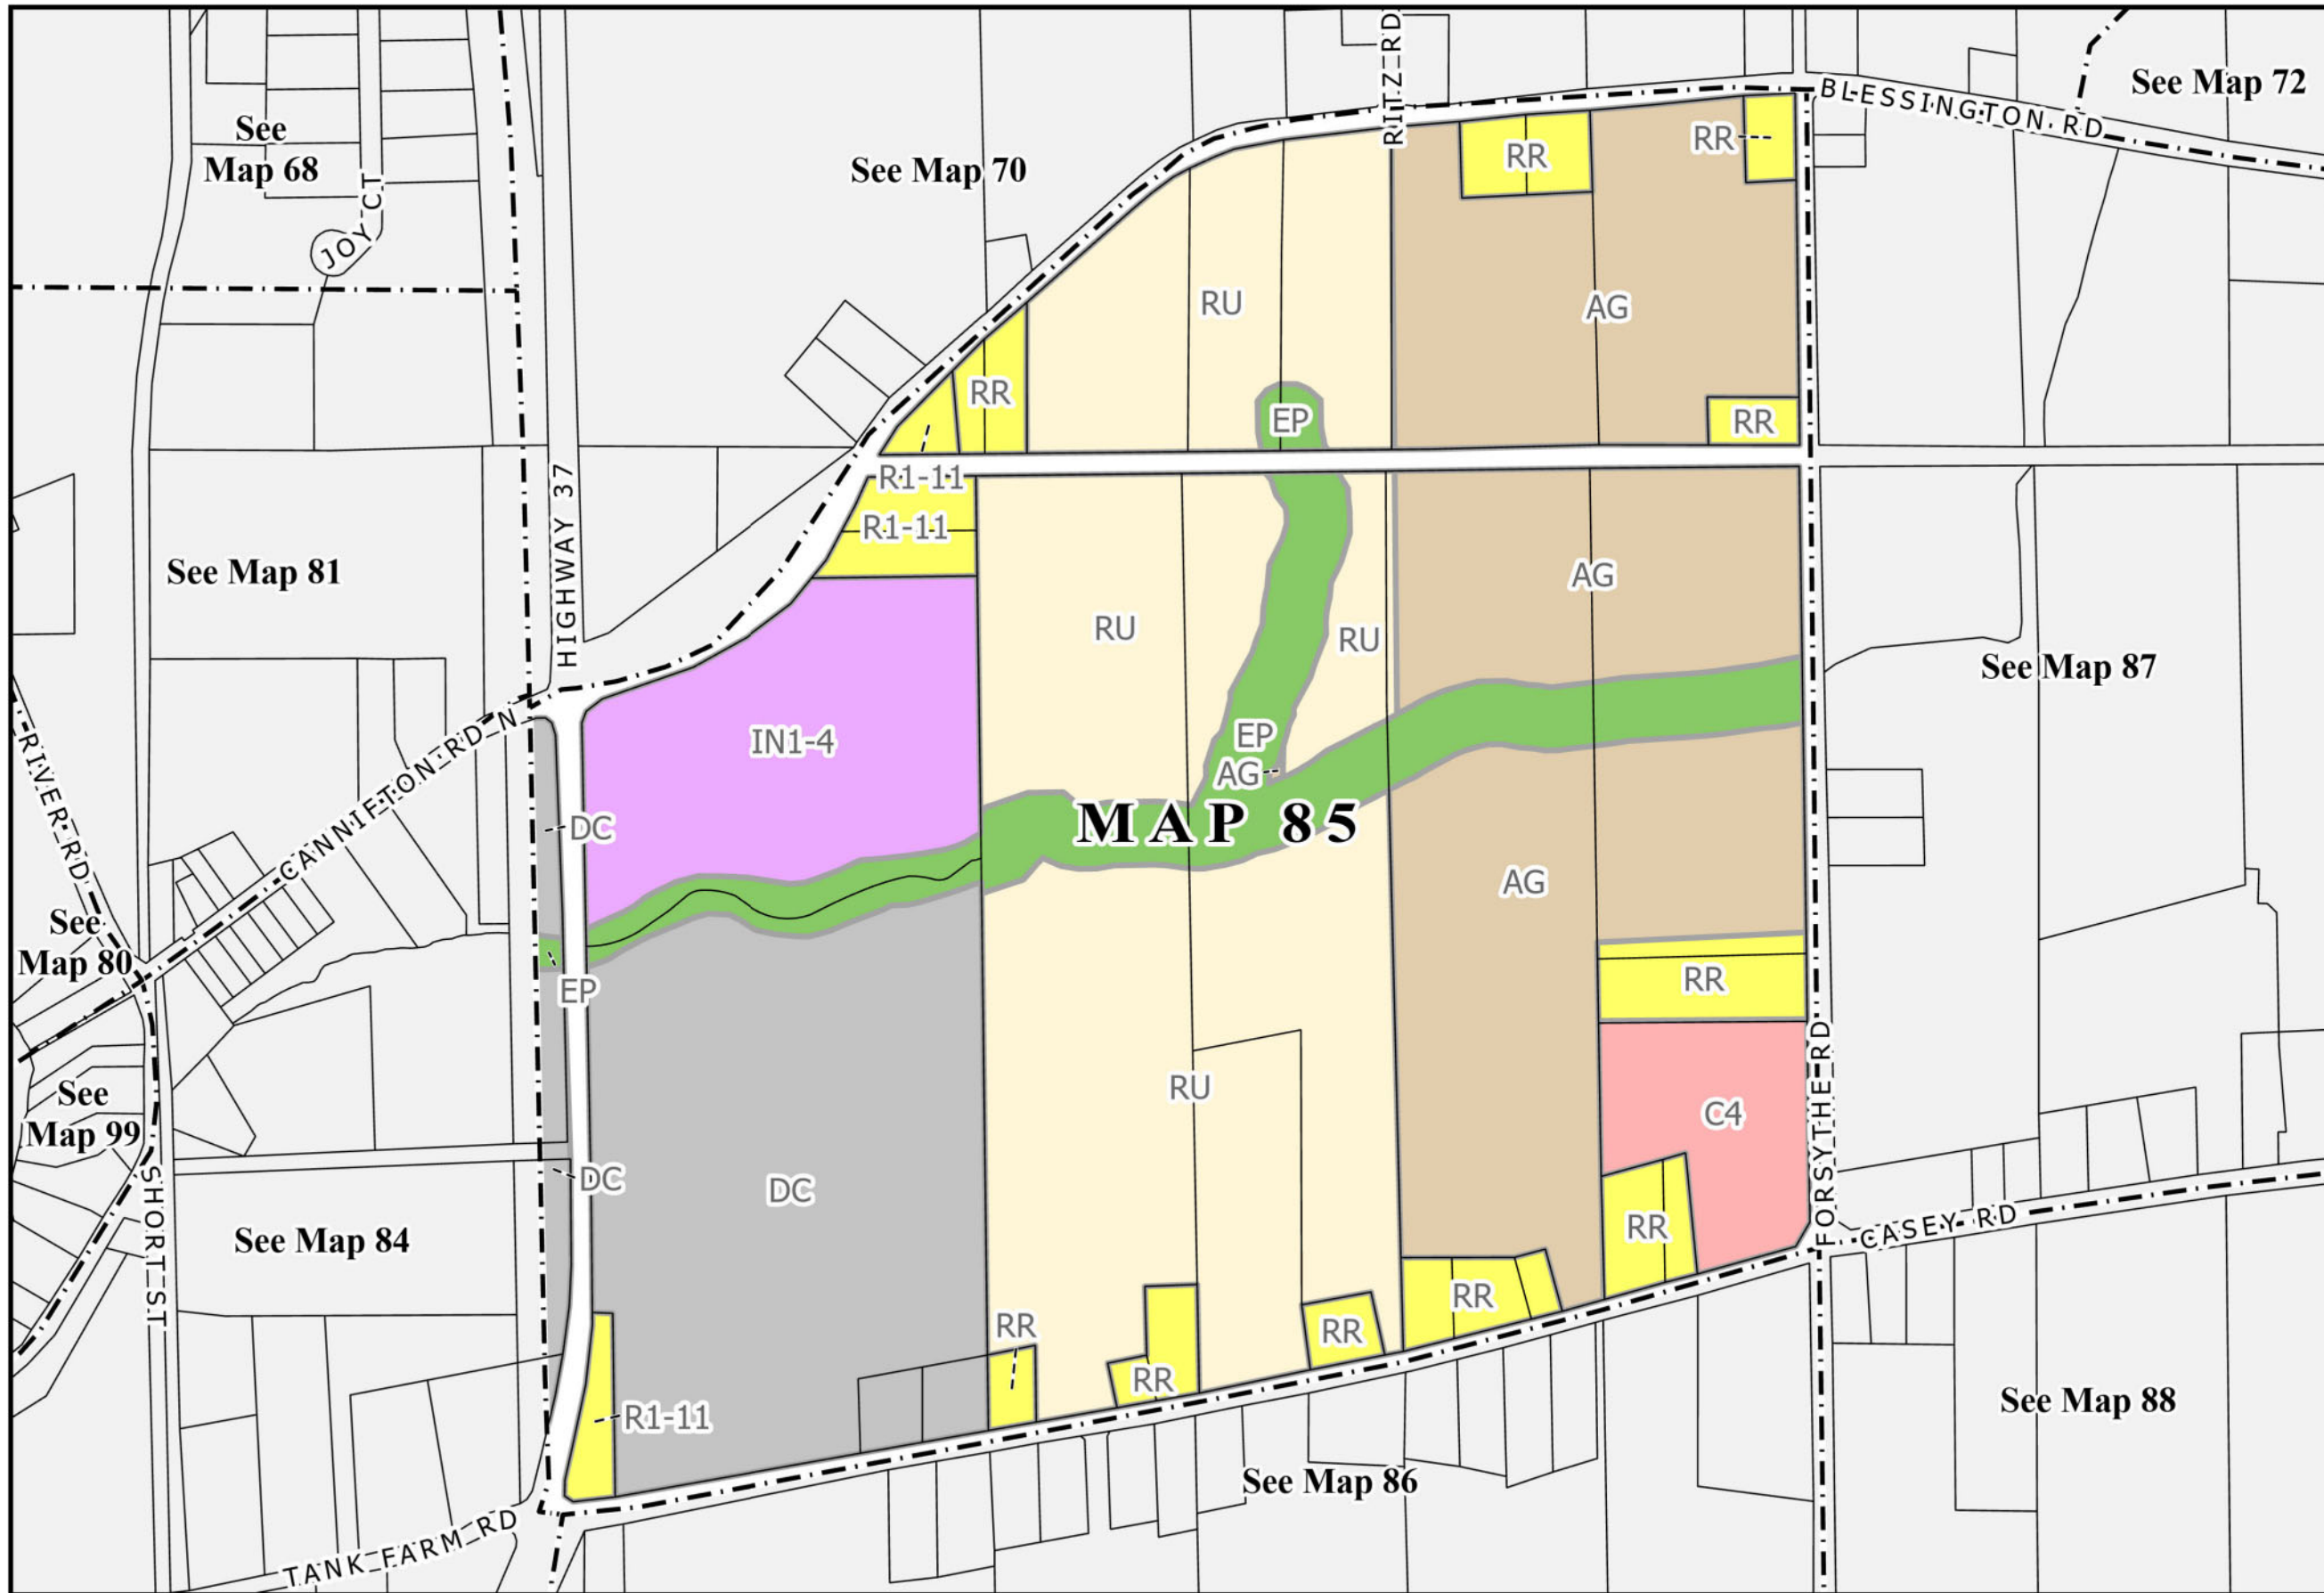 RITZ RD
See Map 72
BLESSINGTON RD
See
Map 68
See Map 70
RR
RR
JOY CT
RU
AG
RR
EP
RR
R1-11
R1-11
HIGHWAY 37
See Map 81
AG
RU
RU
See Map 87
IN1-4
EP
AG
CANNIFTON RD N
RIVER RD
DC
MAP 85
AG
See
Map 80
EP
RR
See
Map 99
C4
FORSYTHE RD
DC
DC
RU
SHORT ST
See Map 84
RR
CASEY RD
RR
RR
RR
RR
R1-11
See Map 88
See Map 86
TANK FARM RD